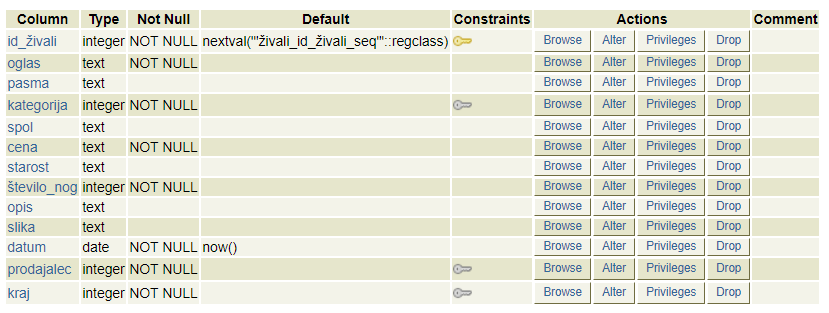 Column Type Not Null Default Constraints Actions Comment
id_živali integer NOT NULL nextval('"živali_id_živali_seq"'::regclass) Browse Alter Privileges Drop
oglas text NOT NULL Browse Alter Privileges Drop
pasma text Browse Alter Privileges Drop
kategorija integer NOT NULL Browse Alter Privileges Drop
spol text Browse Alter Privileges Drop
cena text NOT NULL Browse Alter Privileges Drop
starost text Browse Alter Privileges Drop
število_nog integer NOT NULL Browse Alter Privileges Drop
opis text Browse Alter Privileges Drop
slika text Browse Alter Privileges Drop
datum date NOT NULL now() Browse Alter Privileges Drop
prodajalec integer NOT NULL Browse Alter Privileges Drop
kraj integer NOT NULL Browse Alter Privileges Drop